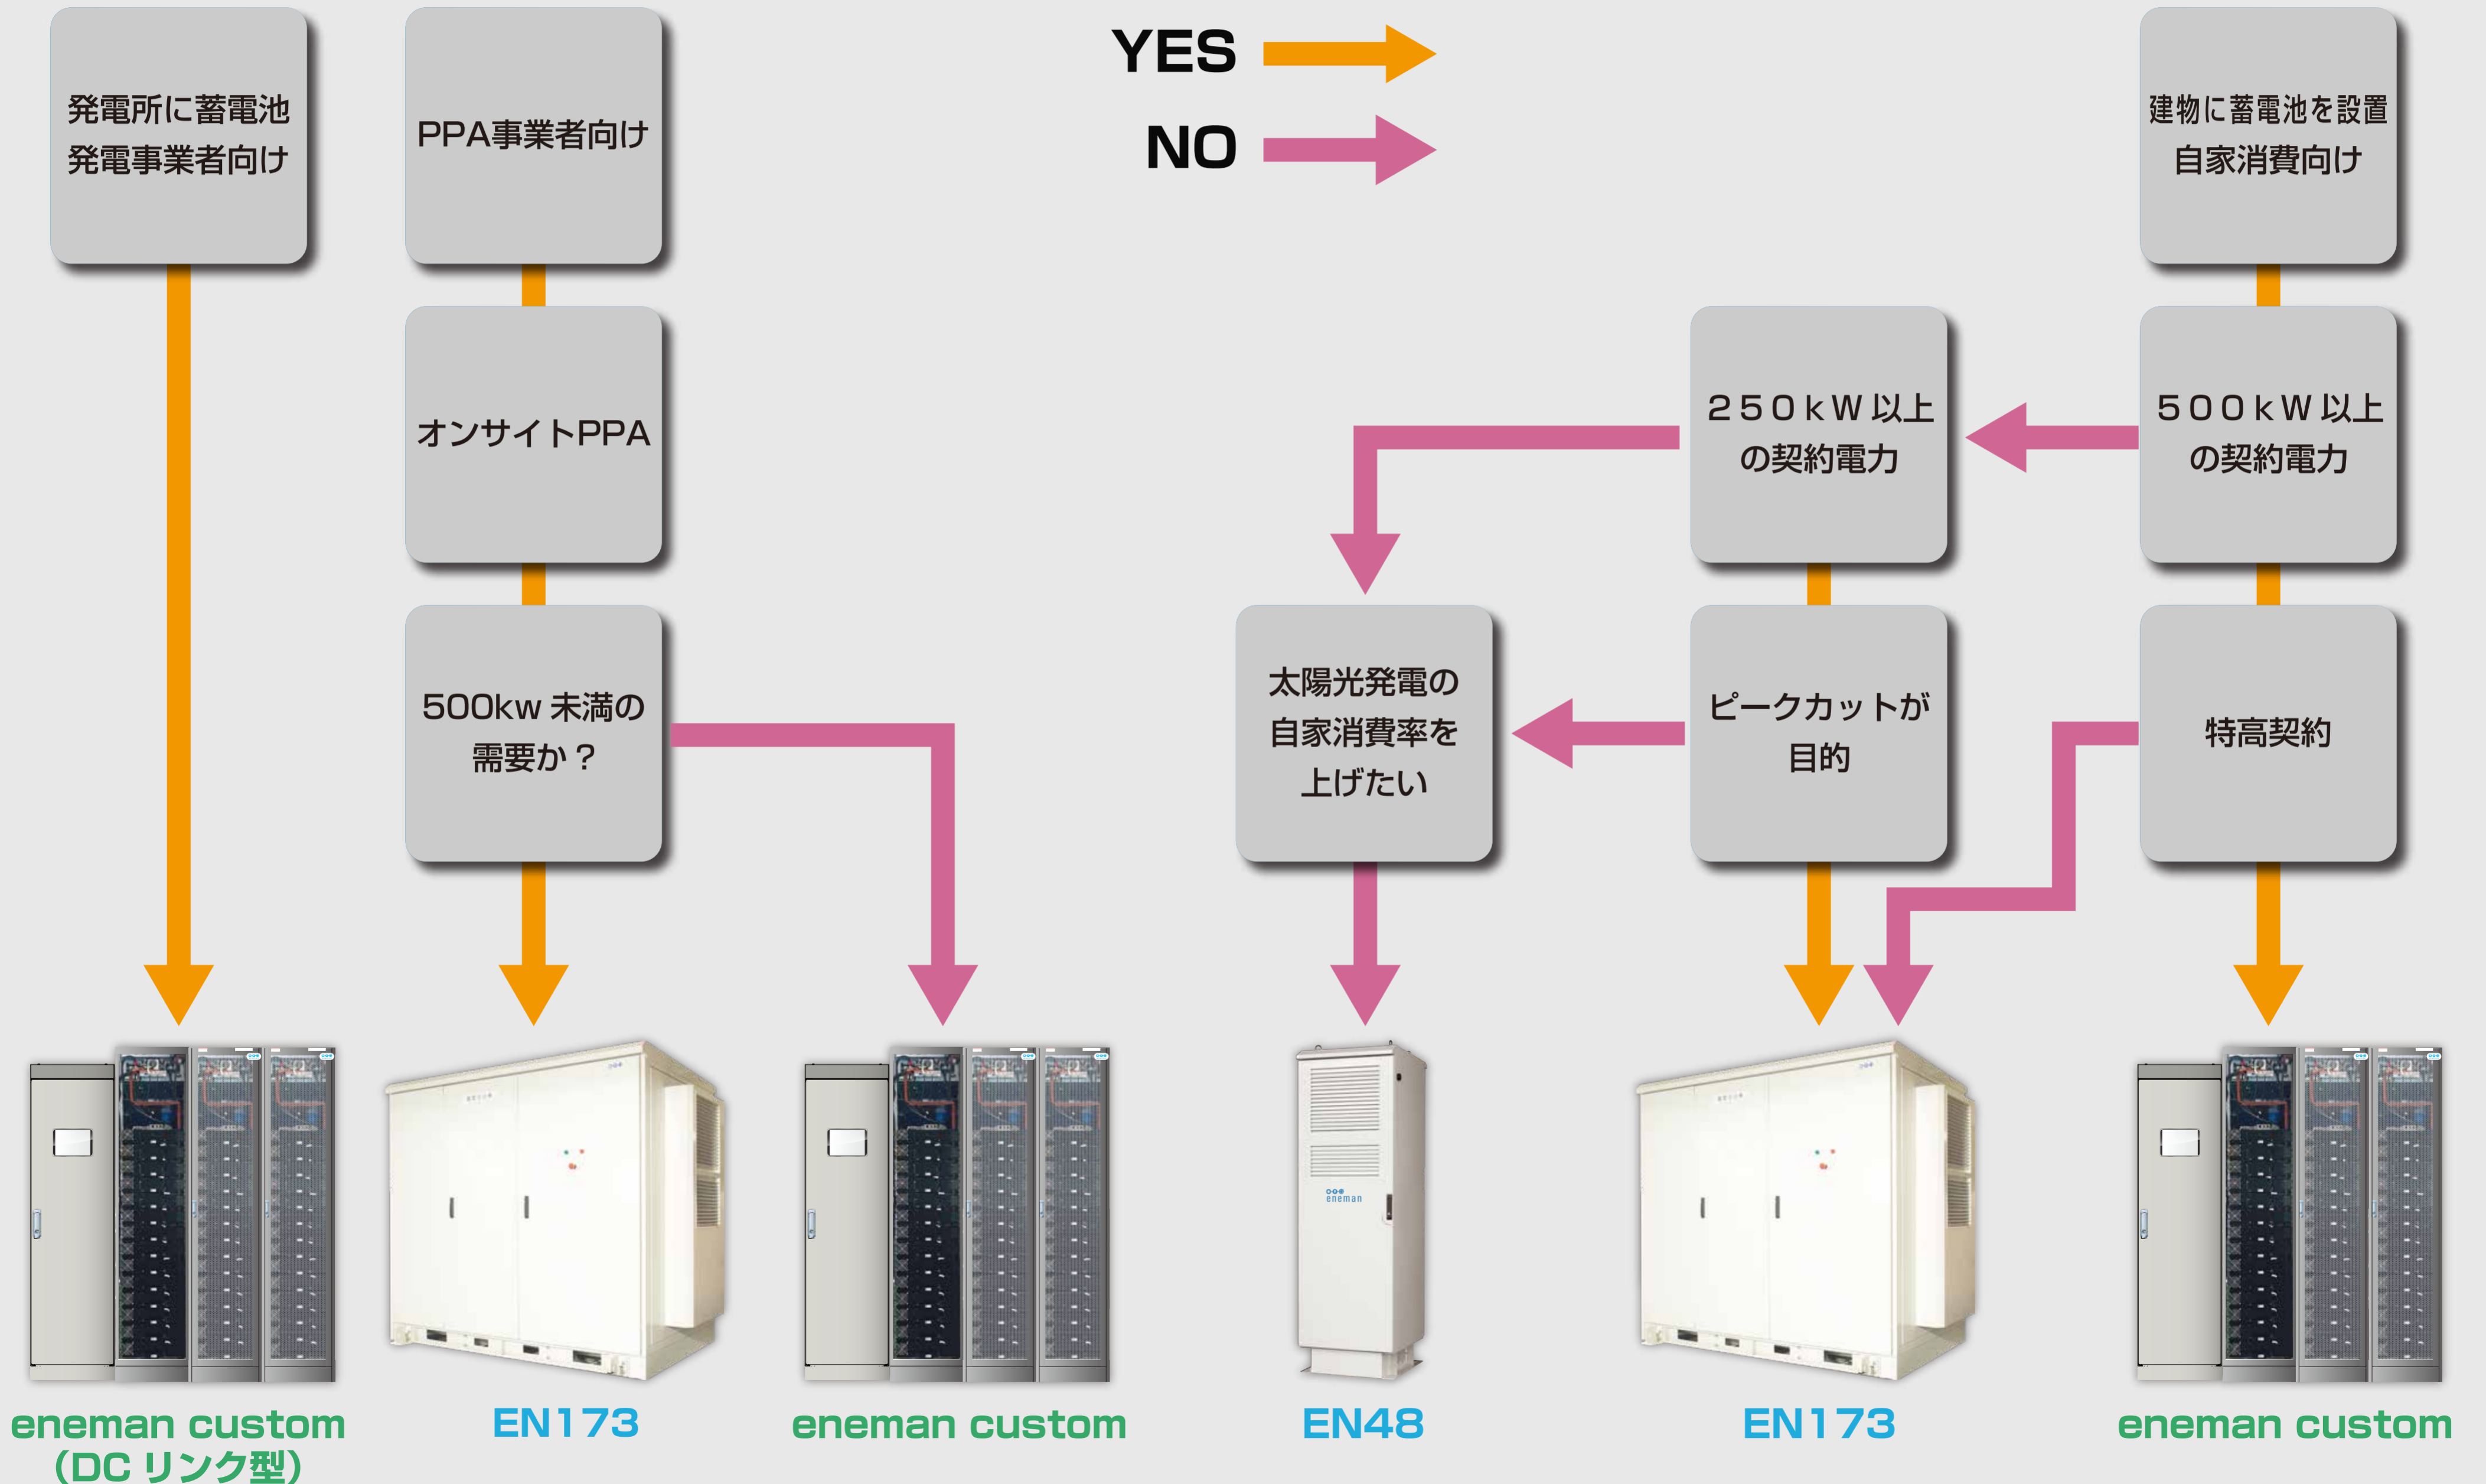 発電所に蓄電池
発電事業者向け
PPA事業者向け
YES
NO
建物に蓄電池を設置
自家消費向け
オンサイトPPA
250kW以上
の契約電力
500kW以上
の契約電力
500kw 未満の
需要か？
太陽光発電の
自家消費率を
上げたい
ピークカットが
目的
特高契約
eneman
eneman custom
(DC リンク型)
EN173
eneman custom
EN48
EN173
eneman custom